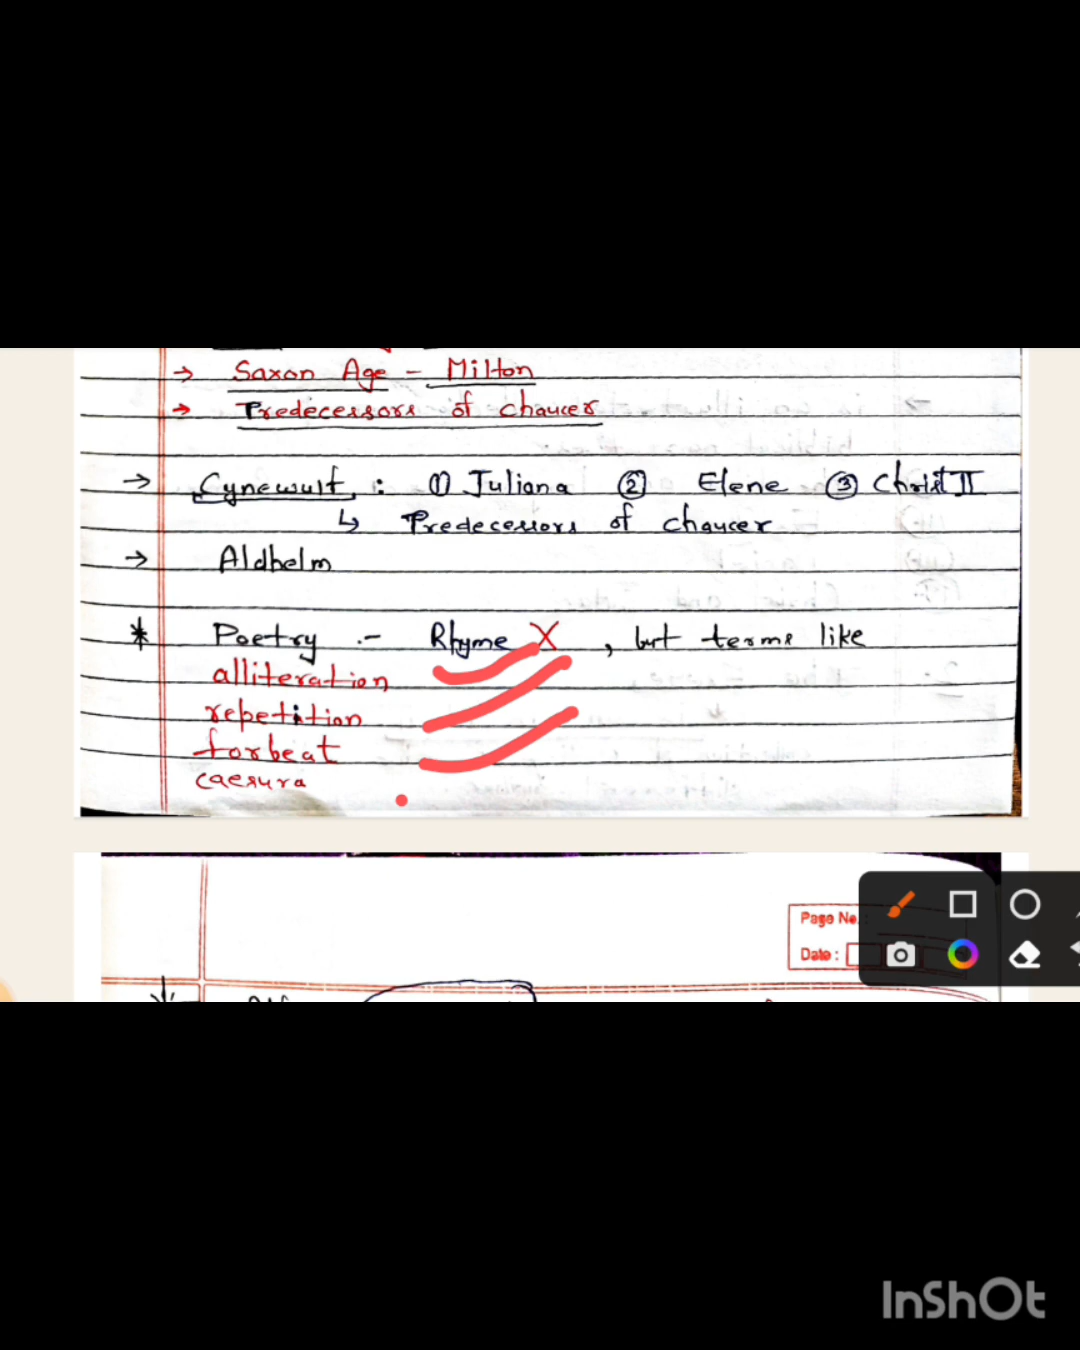 → Saxon Age - Milton
→ Predecessors of chaucer
→ Cynewulf : ① Juliana ② Elene ③ Christ II
↳ Predecessors of chaucer
→ Aldhelm
* Poetry :- Rhyme X , but terms like
alliteration
repetition
forbeat
caesura
Page No.
Date :
InShOt